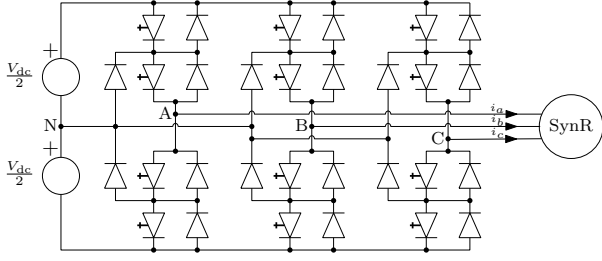 +
V_dc/2
A
i_a
N
B
i_b
SynR
+
C
i_c
V_dc/2